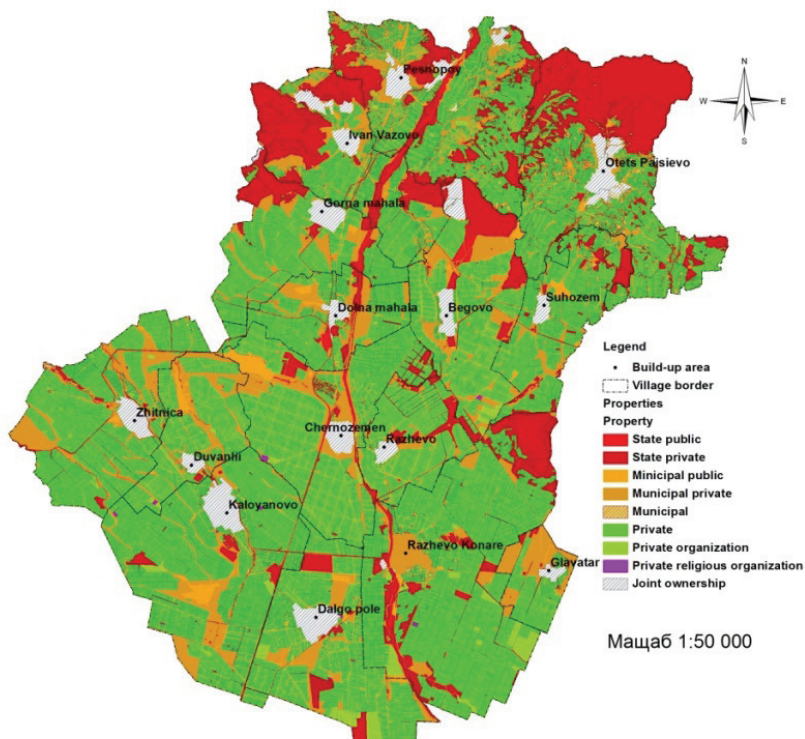 Pesnopoy
N
W E
S
Ivan Vazovo
Otets Paisievo
Gorna mahala
Dolna mahala
Begovo
Suhozem
Legend
Build-up area
Village border
Properties
Property
State public
State private
Minicipal public
Municipal private
Municipal
Private
Private organization
Private religious organization
Joint ownership
Zhitnica
Chernozemen
Razhevo
Duvanlii
Kaloyanovo
Razhevo Konare
Glavatar
Dalgo pole
Мащаб 1:50 000